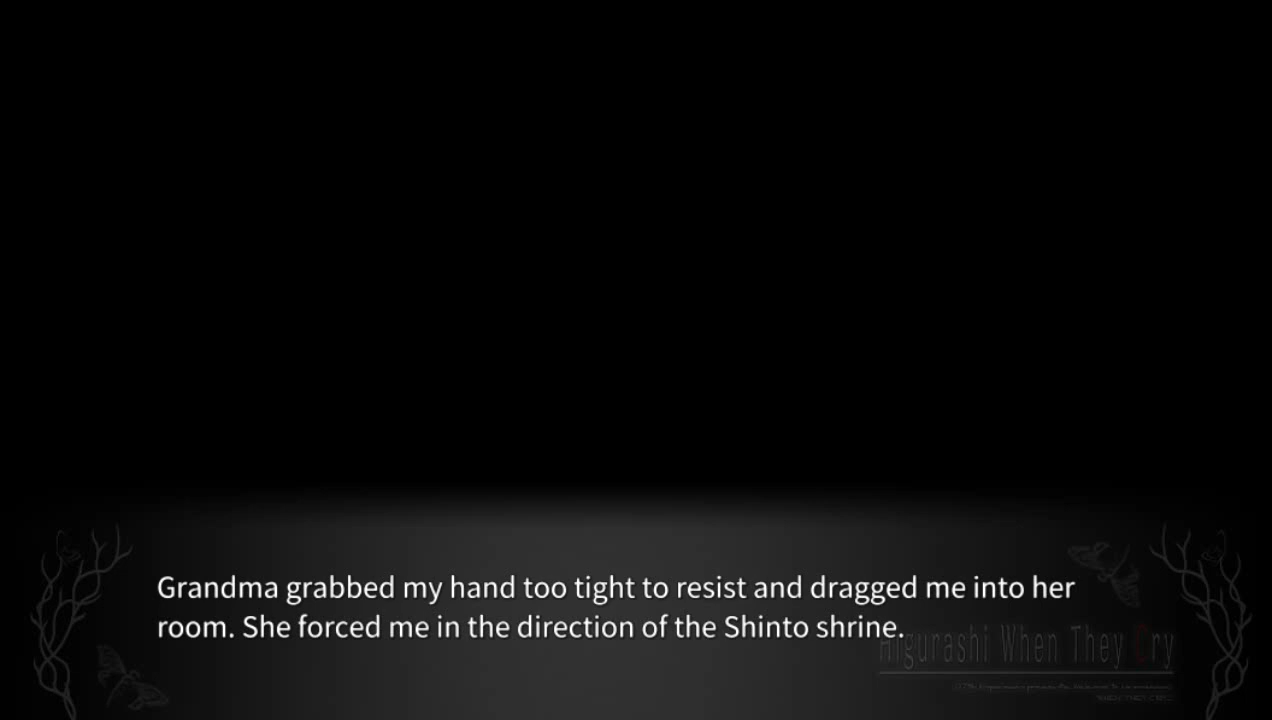 Grandma grabbed my hand too tight to resist and dragged me into her
room. She forced me in the direction of the Shinto shrine.
Higurashi When They Cry